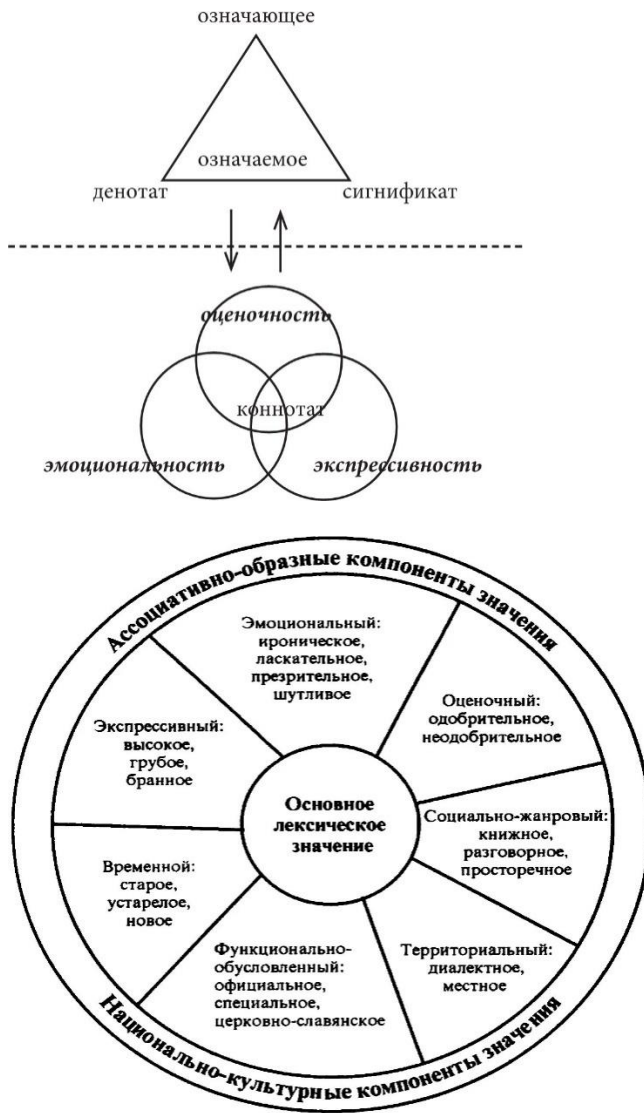 означающее
означаемое
денотат
сигнификат
оценочность
коннотат
эмоциональность
экспрессивность
Ассоциативно-образные компоненты значения
Эмоциональный:
ироническое,
ласкательное,
презрительное,
шутливое
Оценочный:
одобрительное,
неодобрительное
Экспрессивный:
высокое,
грубое,
бранное
Основное
лексическое
значение
Социально-жанровый:
книжное,
разговорное,
просторечное
Временной:
старое,
устарелое,
новое
Функционально-
обусловленный:
официальное,
специальное,
церковно-славянское
Территориальный:
диалектное,
местное
Национально-культурные компоненты значения